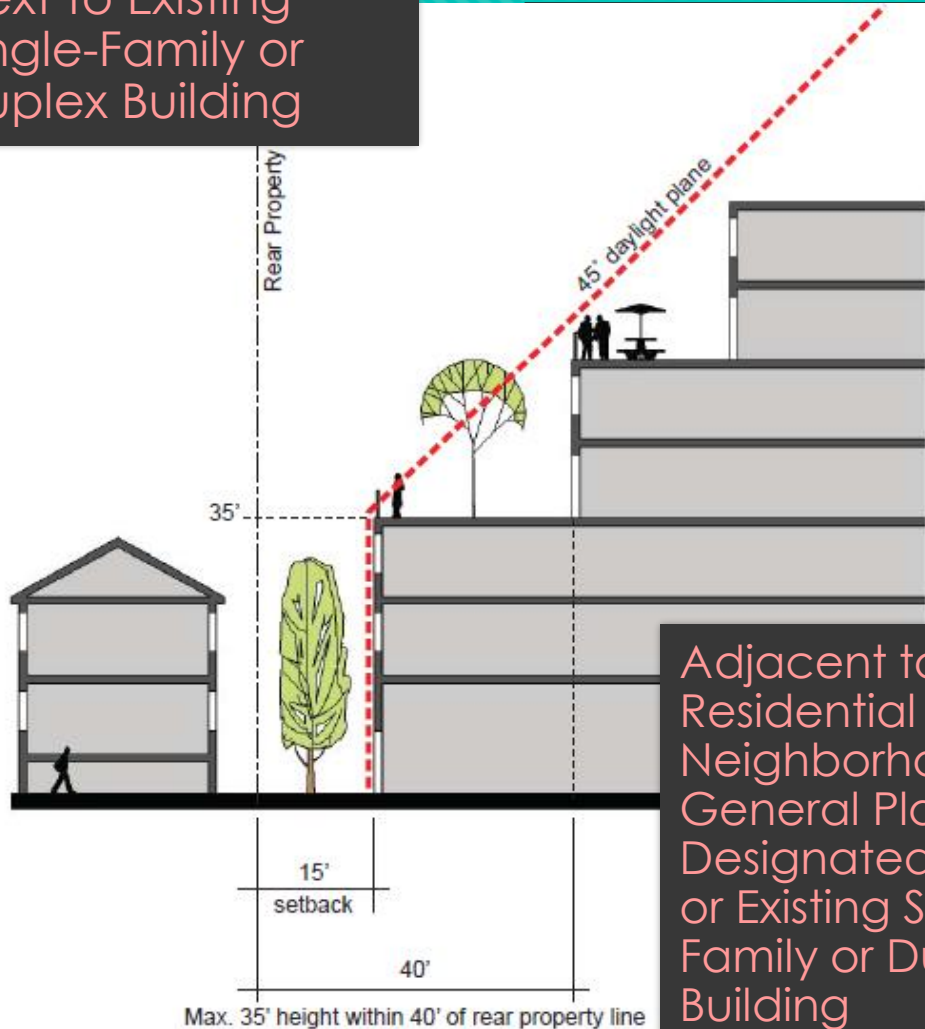 ext to Existing
ngle-Family or
uplex Building
Rear Property
45' daylight plane
35'
15'
setback
40'
Max. 35' height within 40' of rear property line
Adjacent to
Residential
Neighborho
General Pla
Designated
or Existing S
Family or Du
Building